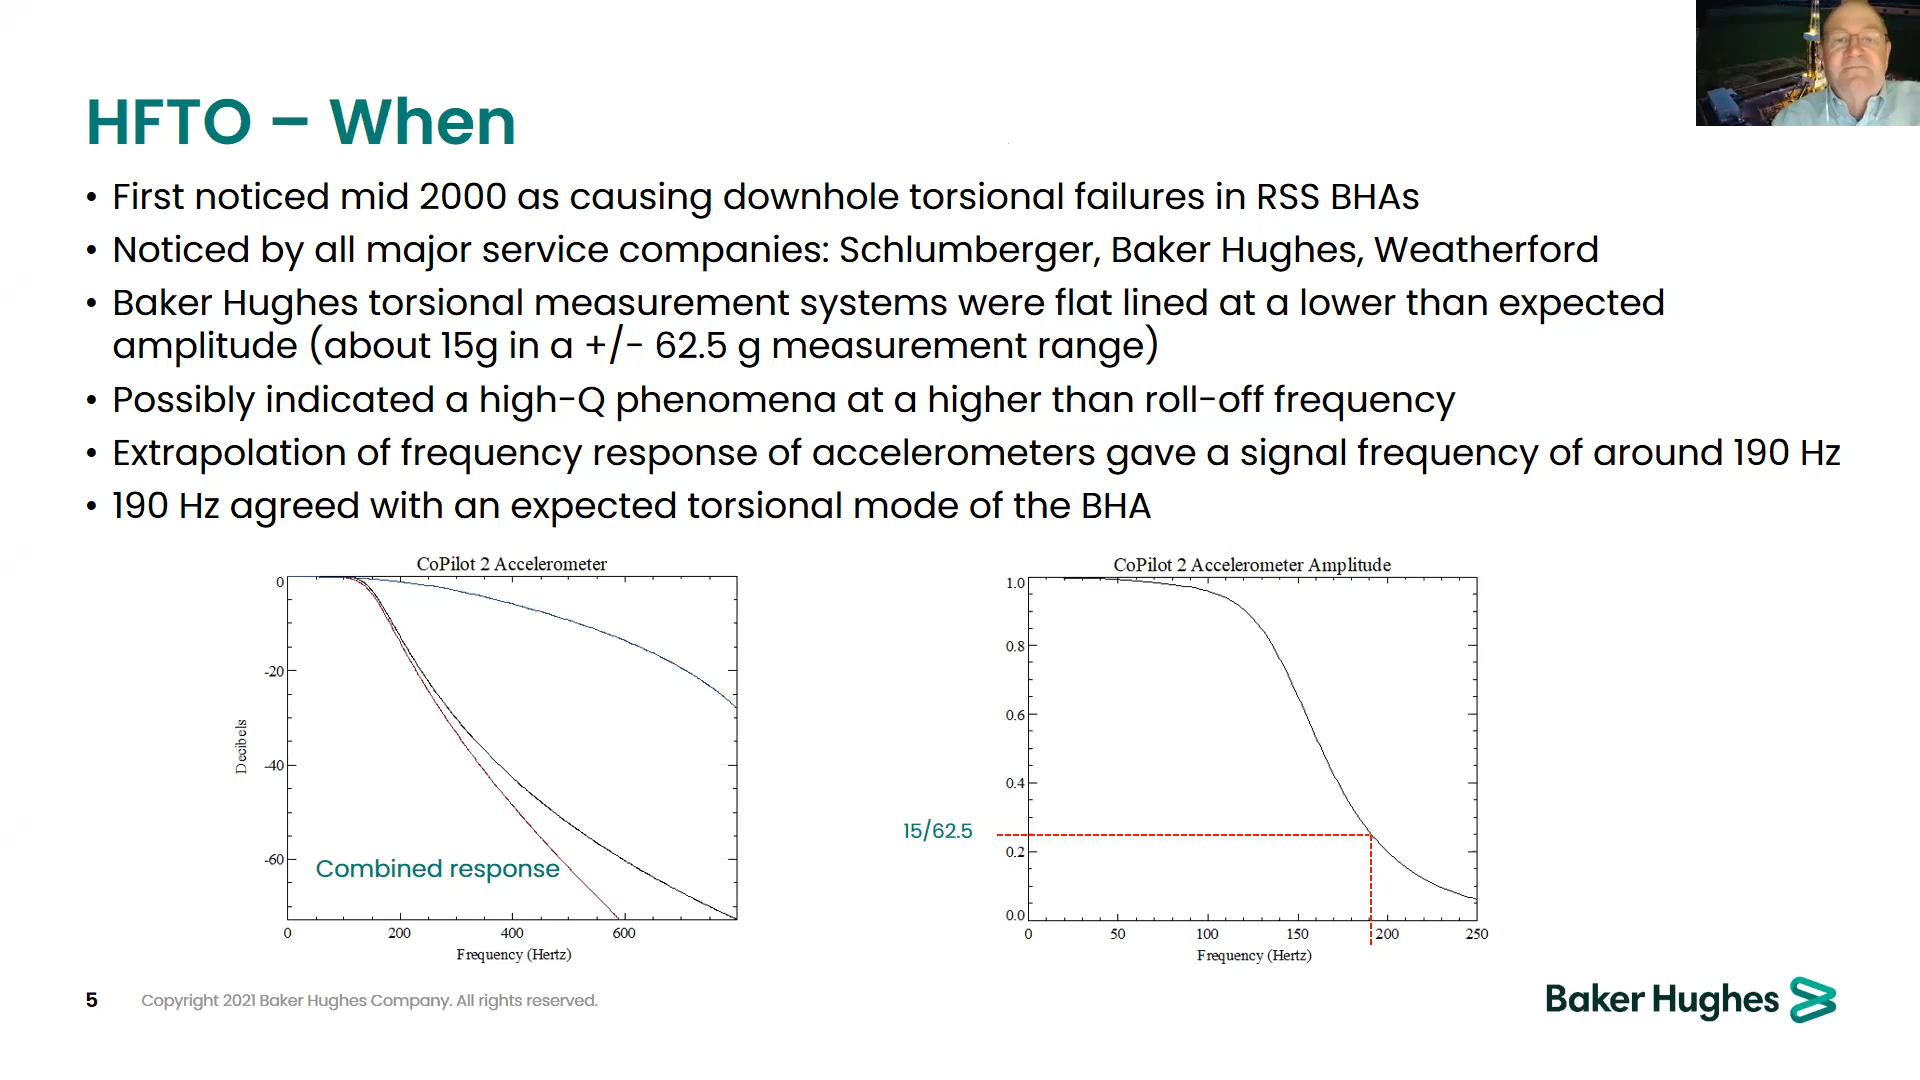 HFTO – When
• First noticed mid 2000 as causing downhole torsional failures in RSS BHAs
• Noticed by all major service companies: Schlumberger, Baker Hughes, Weatherford
• Baker Hughes torsional measurement systems were flat lined at a lower than expected
amplitude (about 15g in a +/- 62.5 g measurement range)
• Possibly indicated a high-Q phenomena at a higher than roll-off frequency
• Extrapolation of frequency response of accelerometers gave a signal frequency of around 190 Hz
• 190 Hz agreed with an expected torsional mode of the BHA
CoPilot 2 Accelerometer
0
-20
-40
-60
Decibels
Combined response
0 200 400 600
Frequency (Hertz)
CoPilot 2 Accelerometer Amplitude
1.0
0.8
0.6
0.4
15/62.5
0.2
0.0
0 50 100 150 200 250
Frequency (Hertz)
5 Copyright 2021 Baker Hughes Company. All rights reserved.
Baker Hughes